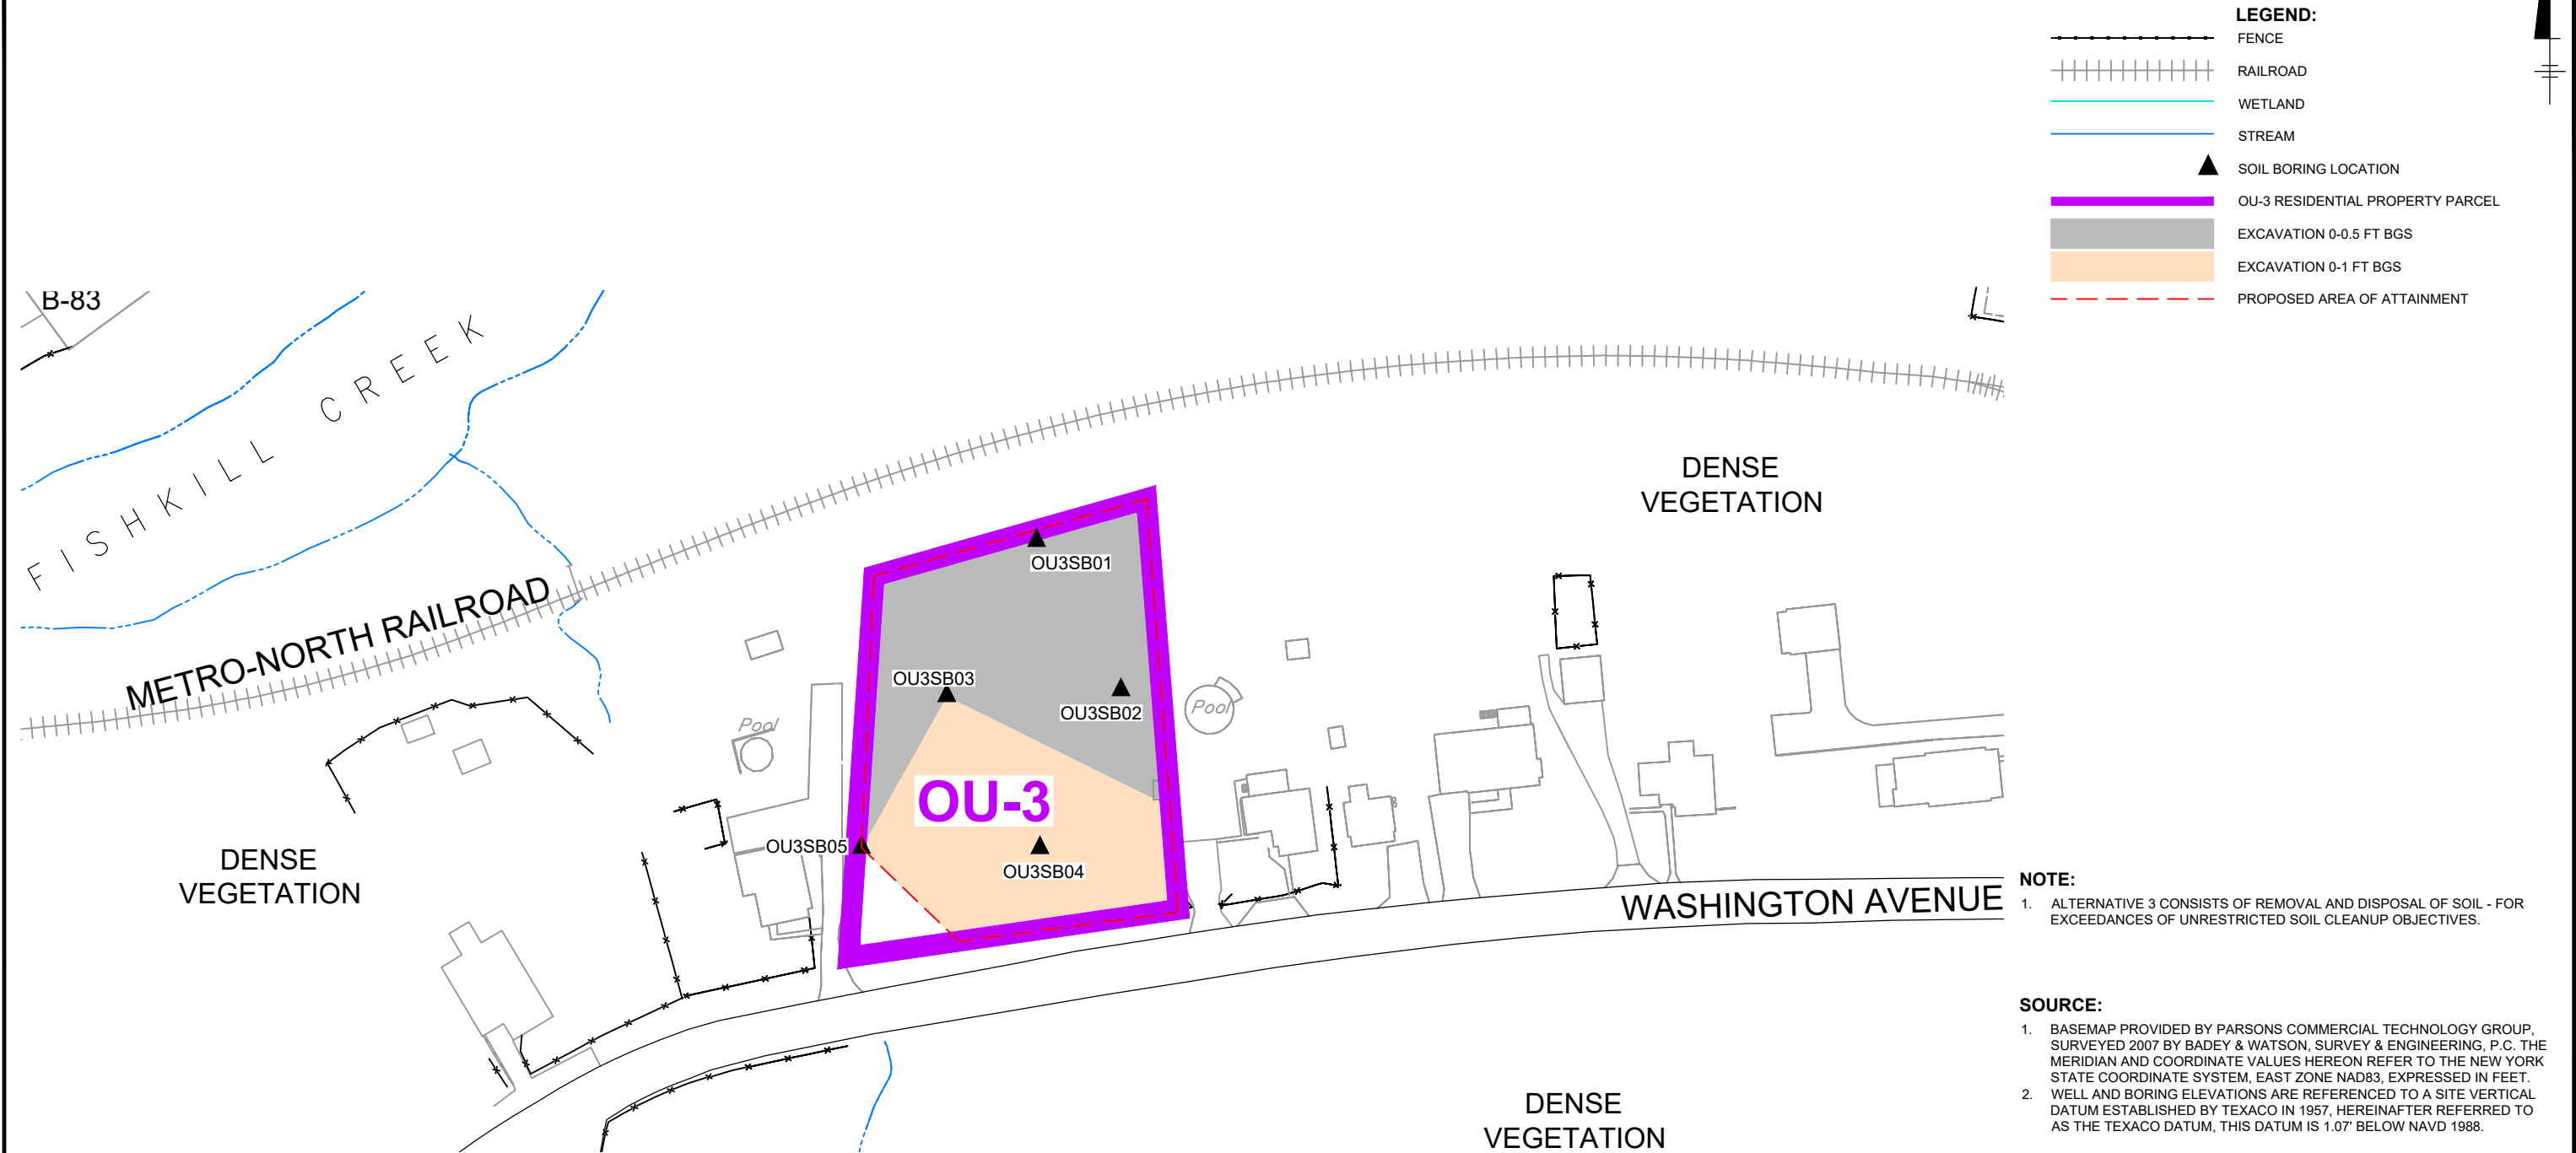 LEGEND:
FENCE
RAILROAD
WETLAND
STREAM
SOIL BORING LOCATION
OU-3 RESIDENTIAL PROPERTY PARCEL
EXCAVATION 0-0.5 FT BGS
EXCAVATION 0-1 FT BGS
PROPOSED AREA OF ATTAINMENT
B-83
FISHKILL CREEK
METRO-NORTH RAILROAD
DENSE
VEGETATION
OU3SB01
OU3SB03
OU3SB02
Pool
Pool
OU-3
OU3SB05
OU3SB04
DENSE
VEGETATION
WASHINGTON AVENUE
DENSE
VEGETATION
NOTE:
1. ALTERNATIVE 3 CONSISTS OF REMOVAL AND DISPOSAL OF SOIL - FOR
EXCEEDANCES OF UNRESTRICTED SOIL CLEANUP OBJECTIVES.
SOURCE:
1. BASEMAP PROVIDED BY PARSONS COMMERCIAL TECHNOLOGY GROUP,
SURVEYED 2007 BY BADEY & WATSON, SURVEY & ENGINEERING, P.C. THE
MERIDIAN AND COORDINATE VALUES HEREON REFER TO THE NEW YORK
STATE COORDINATE SYSTEM, EAST ZONE NAD83, EXPRESSED IN FEET.
2. WELL AND BORING ELEVATIONS ARE REFERENCED TO A SITE VERTICAL
DATUM ESTABLISHED BY TEXACO IN 1957, HEREINAFTER REFERRED TO
AS THE TEXACO DATUM, THIS DATUM IS 1.07' BELOW NAVD 1988.